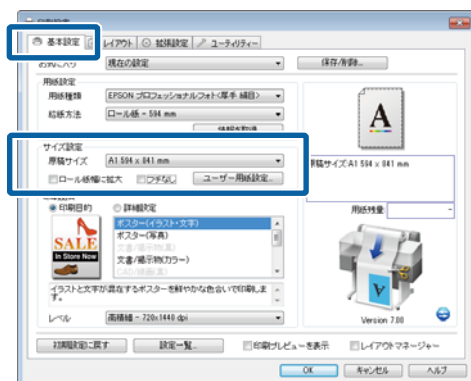 基本設定
レイアウト
拡張設定
ユーティリティー
現在の設定
保存/削除...
用紙設定
用紙種類
EPSON プロフェッショナルフォト<厚手 絹目>
給紙方法
ロール紙 - 594 mm
サイズ設定
原稿サイズ
A1 594 x 841 mm
ロール紙幅に拡大
フチなし
ユーザー用紙設定...
A
原稿サイズ:A1 594 x 841 mm
印刷目的
詳細設定
用紙残量:
-
SALE
In Store Now
ポスター(イラスト・文字)
ポスター(写真)
文書/掲示物(黒)
文書/掲示物(カラー)
CAD/線画(黒)
イラストと文字が混在するポスターを鮮やかな色合いで印刷しま
す。
レベル
高精細 - 720x1440 dpi
Version 7.00
初期設定に戻す
設定一覧...
印刷プレビューを表示
レイアウトマネージャー
OK
キャンセル
ヘルプ